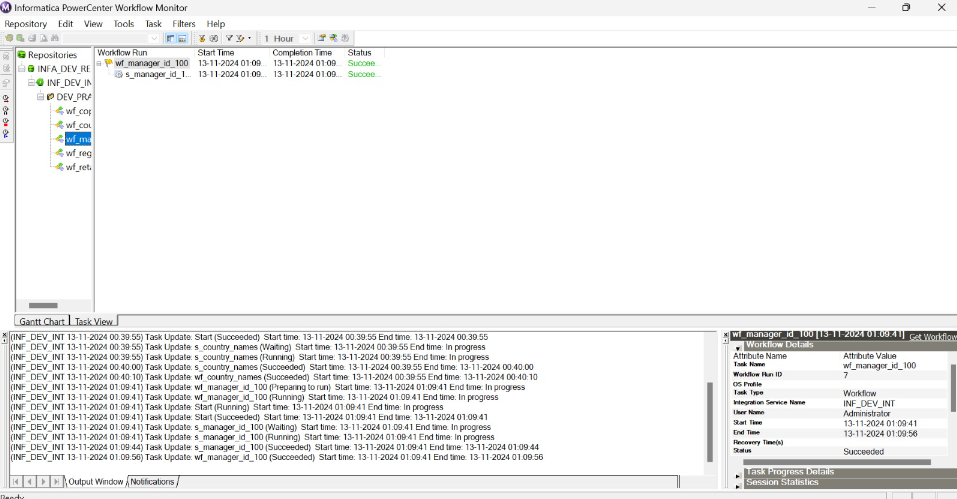 Informatica PowerCenter Workflow Monitor
Repository Edit View Tools Task Filters Help
1 Hour
Repositories
INFA_DEV_RE
INF_DEV_IN
DEV_PRA
wf_cop
wf_cou
wf_ma
wf_reg
wf_reta
Workflow Run Start Time Completion Time Status
wf_manager_id_100 13-11-2024 01:09... 13-11-2024 01:09... Succee...
s_manager_id_1... 13-11-2024 01:09... 13-11-2024 01:09... Succee...
Gantt Chart Task View
(INF_DEV_INT 13-11-2024 00:39:55) Task Update: Start (Succeeded) Start time: 13-11-2024 00:39:55 End time: 13-11-2024 00:39:55
(INF_DEV_INT 13-11-2024 00:39:55) Task Update: s_country_names (Waiting) Start time: 13-11-2024 00:39:55 End time: In progress
(INF_DEV_INT 13-11-2024 00:39:55) Task Update: s_country_names (Running) Start time: 13-11-2024 00:39:55 End time: In progress
(INF_DEV_INT 13-11-2024 00:40:00) Task Update: s_country_names (Succeeded) Start time: 13-11-2024 00:39:55 End time: 13-11-2024 00:40:00
(INF_DEV_INT 13-11-2024 00:40:10) Task Update: wf_country_names (Succeeded) Start time: 13-11-2024 00:39:55 End time: 13-11-2024 00:40:10
(INF_DEV_INT 13-11-2024 01:09:41) Task Update: wf_manager_id_100 (Preparing to run) Start time: 13-11-2024 01:09:41 End time: In progress
(INF_DEV_INT 13-11-2024 01:09:41) Task Update: wf_manager_id_100 (Running) Start time: 13-11-2024 01:09:41 End time: In progress
(INF_DEV_INT 13-11-2024 01:09:41) Task Update: Start (Running) Start time: 13-11-2024 01:09:41 End time: In progress
(INF_DEV_INT 13-11-2024 01:09:41) Task Update: Start (Succeeded) Start time: 13-11-2024 01:09:41 End time: 13-11-2024 01:09:41
(INF_DEV_INT 13-11-2024 01:09:41) Task Update: s_manager_id_100 (Waiting) Start time: 13-11-2024 01:09:41 End time: In progress
(INF_DEV_INT 13-11-2024 01:09:41) Task Update: s_manager_id_100 (Running) Start time: 13-11-2024 01:09:41 End time: In progress
(INF_DEV_INT 13-11-2024 01:09:44) Task Update: s_manager_id_100 (Succeeded) Start time: 13-11-2024 01:09:41 End time: 13-11-2024 01:09:44
(INF_DEV_INT 13-11-2024 01:09:56) Task Update: wf_manager_id_100 (Succeeded) Start time: 13-11-2024 01:09:41 End time: 13-11-2024 01:09:56
Output Window Notifications
wf_manager_id_100 [13-11-2024 01:09:41] Get Workflow
Workflow Details
Attribute Name Attribute Value
Task Name wf_manager_id_100
Workflow Run ID 7
OS Profile
Task Type Workflow
Integration Service Name INF_DEV_INT
User Name Administrator
Start Time 13-11-2024 01:09:41
End Time 13-11-2024 01:09:56
Recovery Time(s)
Status Succeeded
Task Progress Details
Session Statistics
Ready